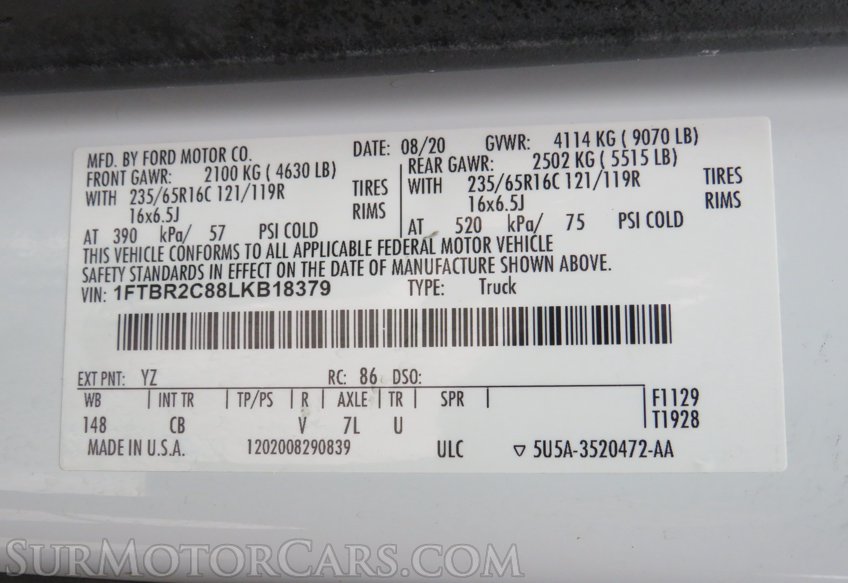 MFD. BY FORD MOTOR CO. DATE: 08/20 GVWR: 4114 KG ( 9070 LB)
FRONT GAWR: 2100 KG ( 4630 LB) REAR GAWR: 2502 KG ( 5515 LB)
WITH 235/65R16C 121/119R TIRES WITH 235/65R16C 121/119R TIRES
16x6.5J RIMS 16x6.5J RIMS
AT 390 kPa/ 57 PSI COLD AT 520 kPa/ 75 PSI COLD
THIS VEHICLE CONFORMS TO ALL APPLICABLE FEDERAL MOTOR VEHICLE
SAFETY STANDARDS IN EFFECT ON THE DATE OF MANUFACTURE SHOWN ABOVE.
VIN: 1FTBR2C88LKB18379 TYPE: Truck
EXT PNT: YZ RC: 86 DSO:
WB INT TR TP/PS R AXLE TR SPR F1129
148 CB V 7L U T1928
MADE IN U.S.A. 1202008290839 ULC ▽ 5U5A-3520472-AA
SURMOTORCARS.COM